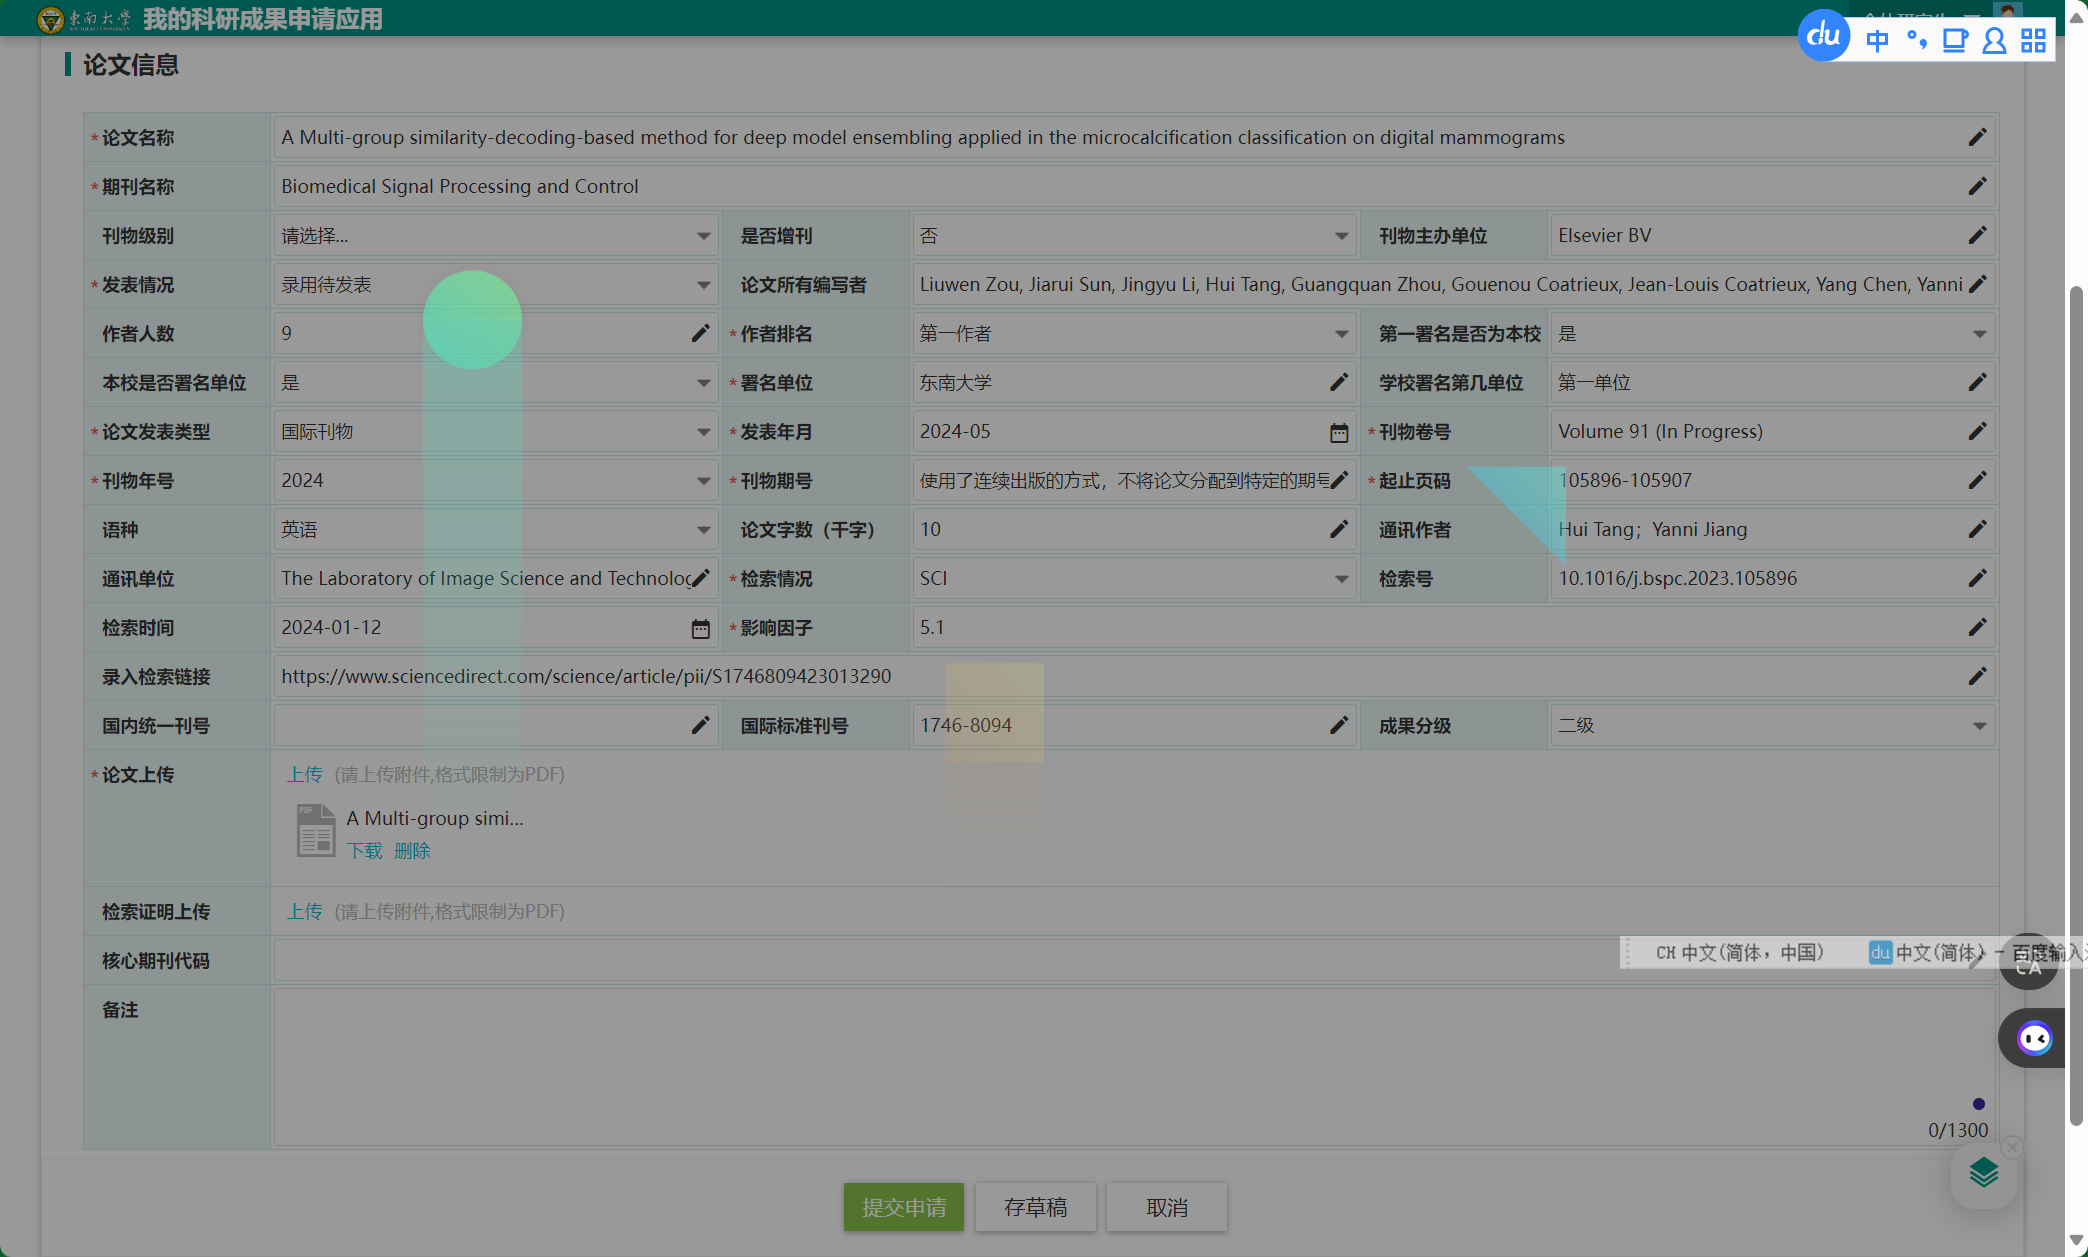 東南大學 我的科研成果申请应用
中
论文信息
*论文名称 A Multi-group similarity-decoding-based method for deep model ensembling applied in the microcalcification classification on digital mammograms
*期刊名称 Biomedical Signal Processing and Control
刊物级别 请选择... 是否增刊 否 刊物主办单位 Elsevier BV
*发表情况 录用待发表 论文所有编写者 Liuwen Zou, Jiarui Sun, Jingyu Li, Hui Tang, Guangquan Zhou, Gouenou Coatrieux, Jean-Louis Coatrieux, Yang Chen, Yanni
作者人数 9 *作者排名 第一作者 第一署名是否为本校 是
本校是否署名单位 是 *署名单位 东南大学 学校署名第几单位 第一单位
*论文发表类型 国际刊物 *发表年月 2024-05 *刊物卷号 Volume 91 (In Progress)
*刊物年号 2024 *刊物期号 使用了连续出版的方式，不将论文分配到特定的期号 *起止页码 105896-105907
语种 英语 论文字数（千字） 10 通讯作者 Hui Tang；Yanni Jiang
通讯单位 The Laboratory of Image Science and Technoloc *检索情况 SCI 检索号 10.1016/j.bspc.2023.105896
检索时间 2024-01-12 *影响因子 5.1
录入检索链接 https://www.sciencedirect.com/science/article/pii/S1746809423013290
国内统一刊号 国际标准刊号 1746-8094 成果分级 二级
*论文上传 上传 (请上传附件,格式限制为PDF)
PDF A Multi-group simi...
下载 删除
检索证明上传 上传 (请上传附件,格式限制为PDF)
核心期刊代码
CH 中文(简体，中国) du 中文(简体) - 百度输入
备注
0/1300
提交申请 存草稿 取消